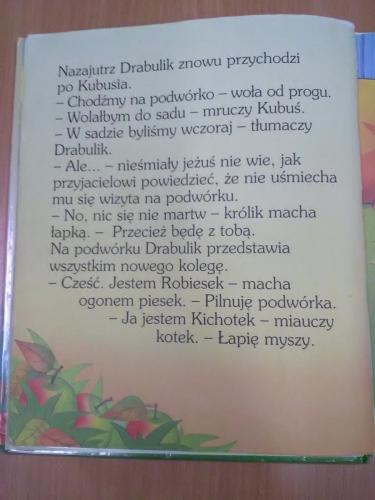 Nazajutrz Drabulik znowu przychodzi
po Kubusia.
– Chodźmy na podwórko – woła od progu.
– Wolałbym do sadu – mruczy Kubuś.
– W sadzie byliśmy wczoraj – tłumaczy
Drabulik.
– Ale... – nieśmiały jeżuś nie wie, jak
przyjacielowi powiedzieć, że nie uśmiecha
mu się wizyta na podwórku.
– No, nic się nie martw – królik macha
łapką. – Przecież będę z tobą.
Na podwórku Drabulik przedstawia
wszystkim nowego kolegę.
– Cześć. Jestem Robiesek – macha
ogonem piesek. – Pilnuję podwórka.
– Ja jestem Kichotek – miauczy
kotek. – Łapię myszy.